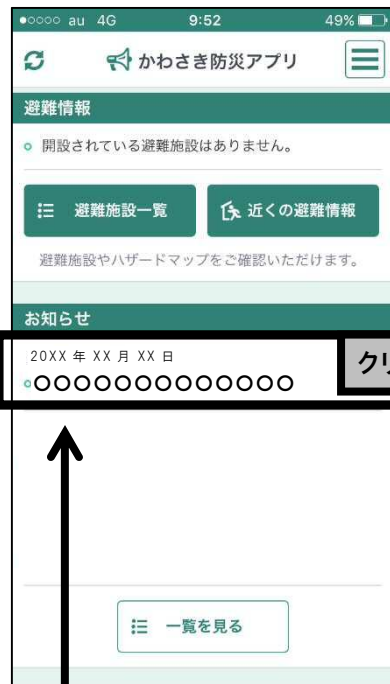 ●○○○○ au 4G 9:52 49%
かわさき防災アプリ
避難情報
開設されている避難施設はありません。
避難施設一覧
近くの避難情報
避難施設やハザードマップをご確認いただけます。
お知らせ
20XX 年 XX 月 XX 日
クリ
○○○○○○○○○○○○○
一覧を見る